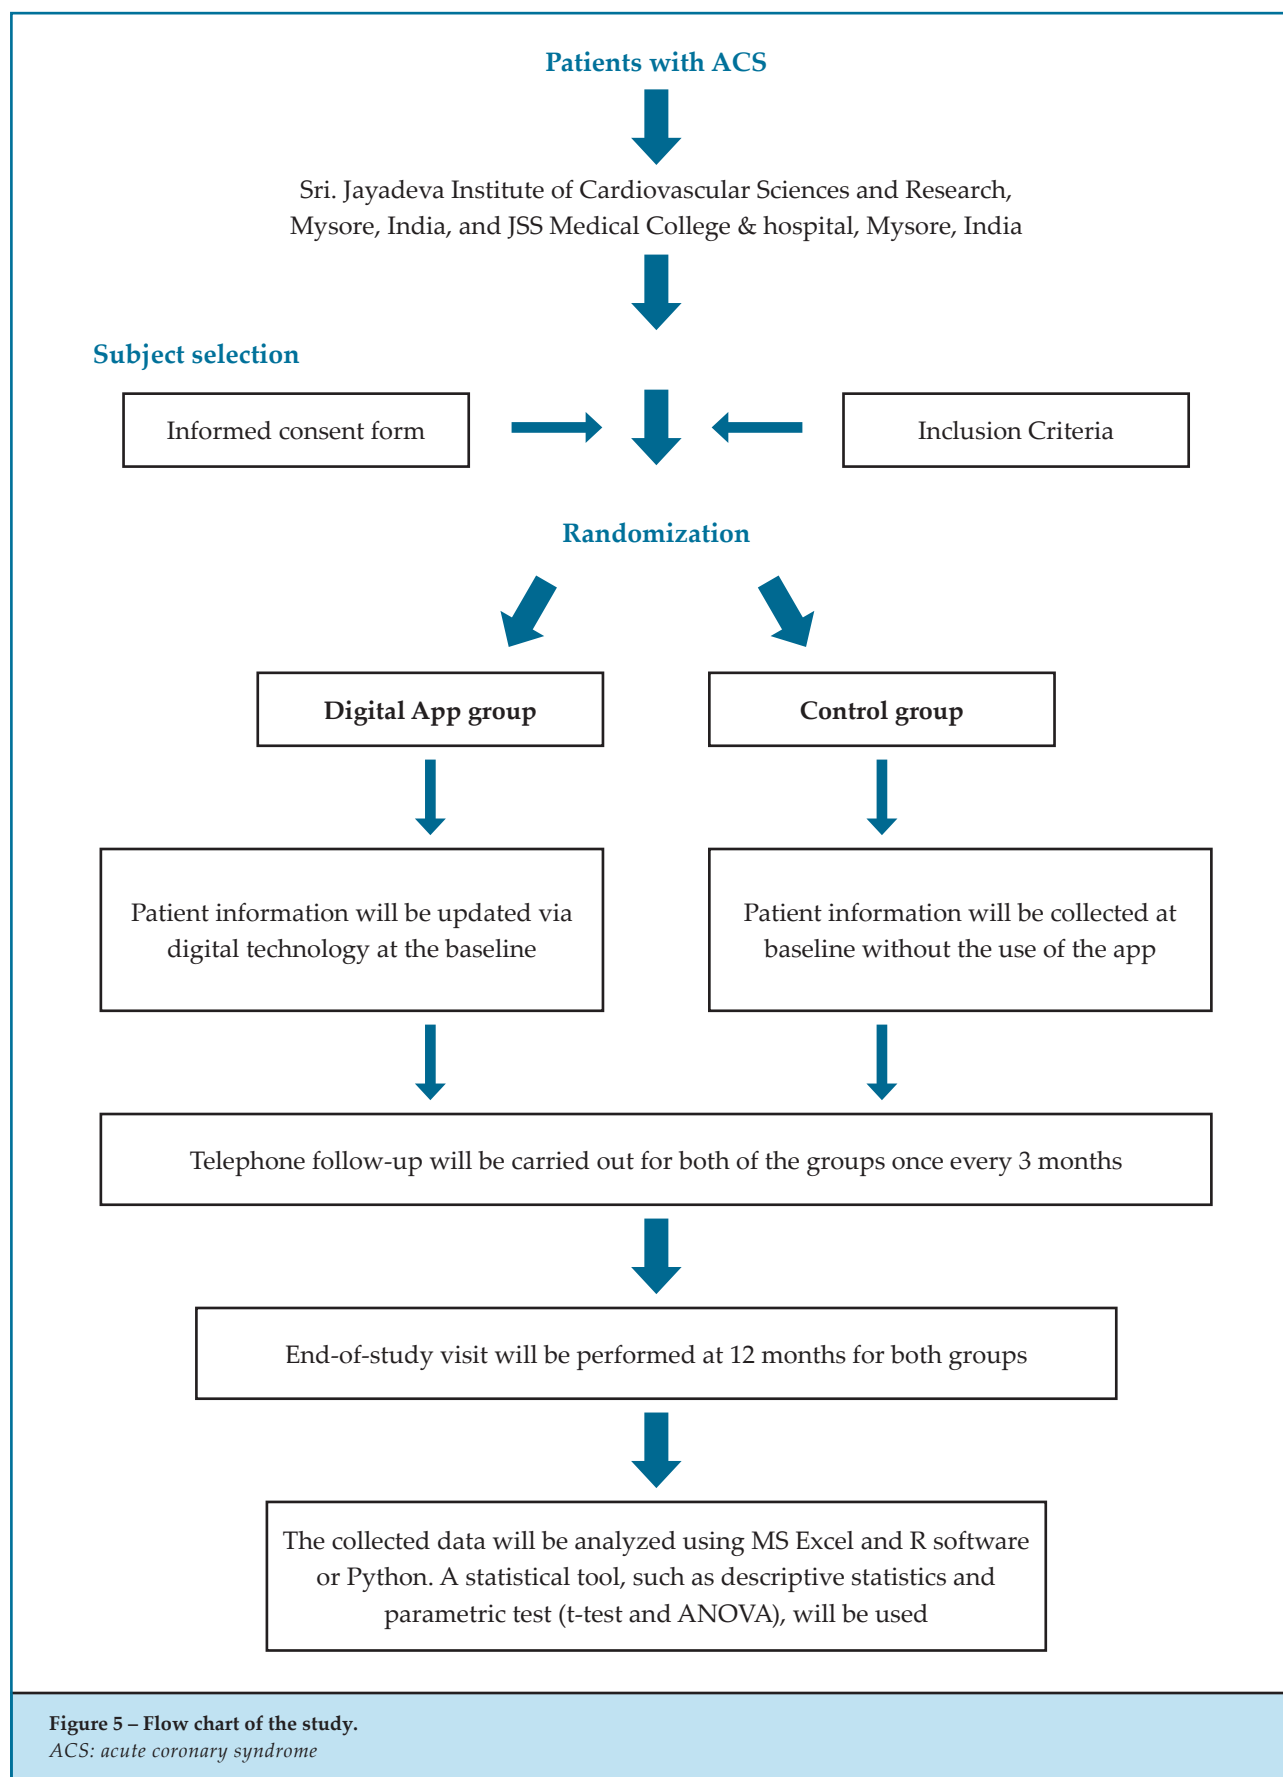 Patients with ACS
Sri. Jayadeva Institute of Cardiovascular Sciences and Research,
Mysore, India, and JSS Medical College & hospital, Mysore, India
Subject selection
Informed consent form
Inclusion Criteria
Randomization
Digital App group
Control group
Patient information will be updated via
digital technology at the baseline
Patient information will be collected at
baseline without the use of the app
Telephone follow-up will be carried out for both of the groups once every 3 months
End-of-study visit will be performed at 12 months for both groups
The collected data will be analyzed using MS Excel and R software
or Python. A statistical tool, such as descriptive statistics and
parametric test (t-test and ANOVA), will be used
Figure 5 – Flow chart of the study.
ACS: acute coronary syndrome